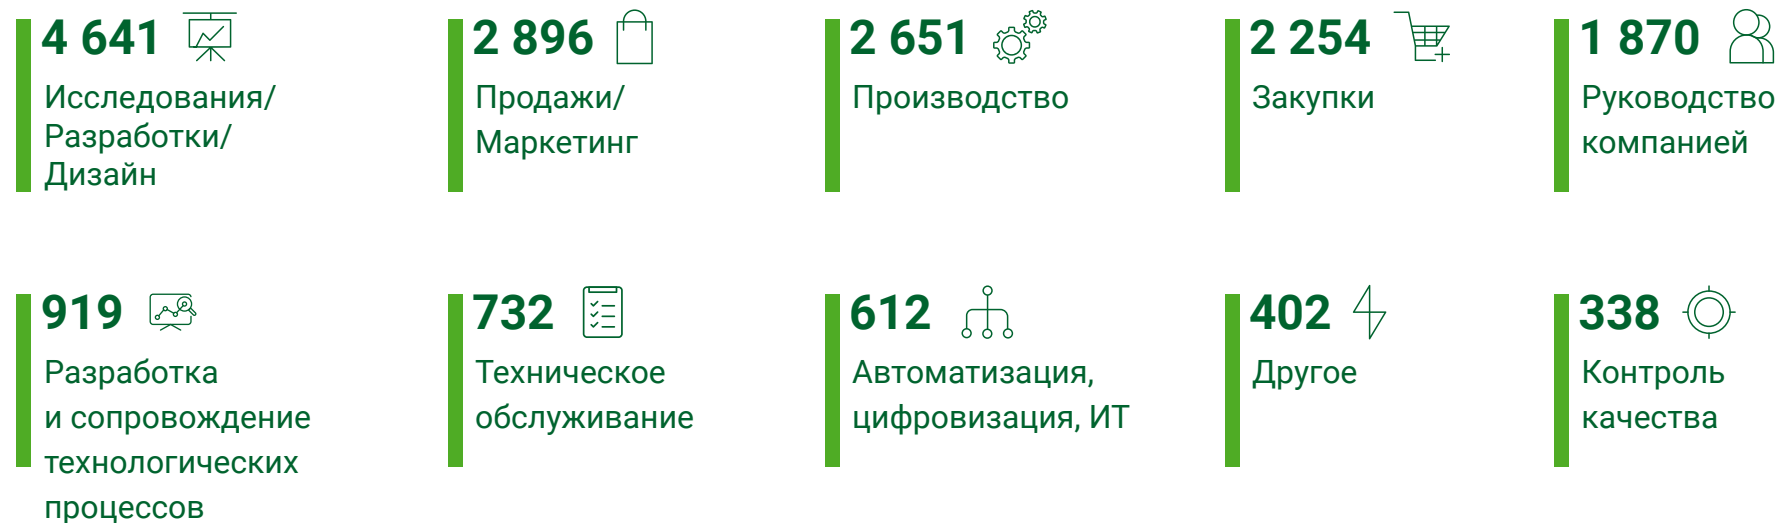 4 641
Исследования/
Разработки/
Дизайн
2 896
Продажи/
Маркетинг
2 651
Производство
2 254
Закупки
1 870
Руководство
компанией
919
Разработка
и сопровождение
технологических
процессов
732
Техническое
обслуживание
612
Автоматизация,
цифровизация, ИТ
402
Другое
338
Контроль
качества